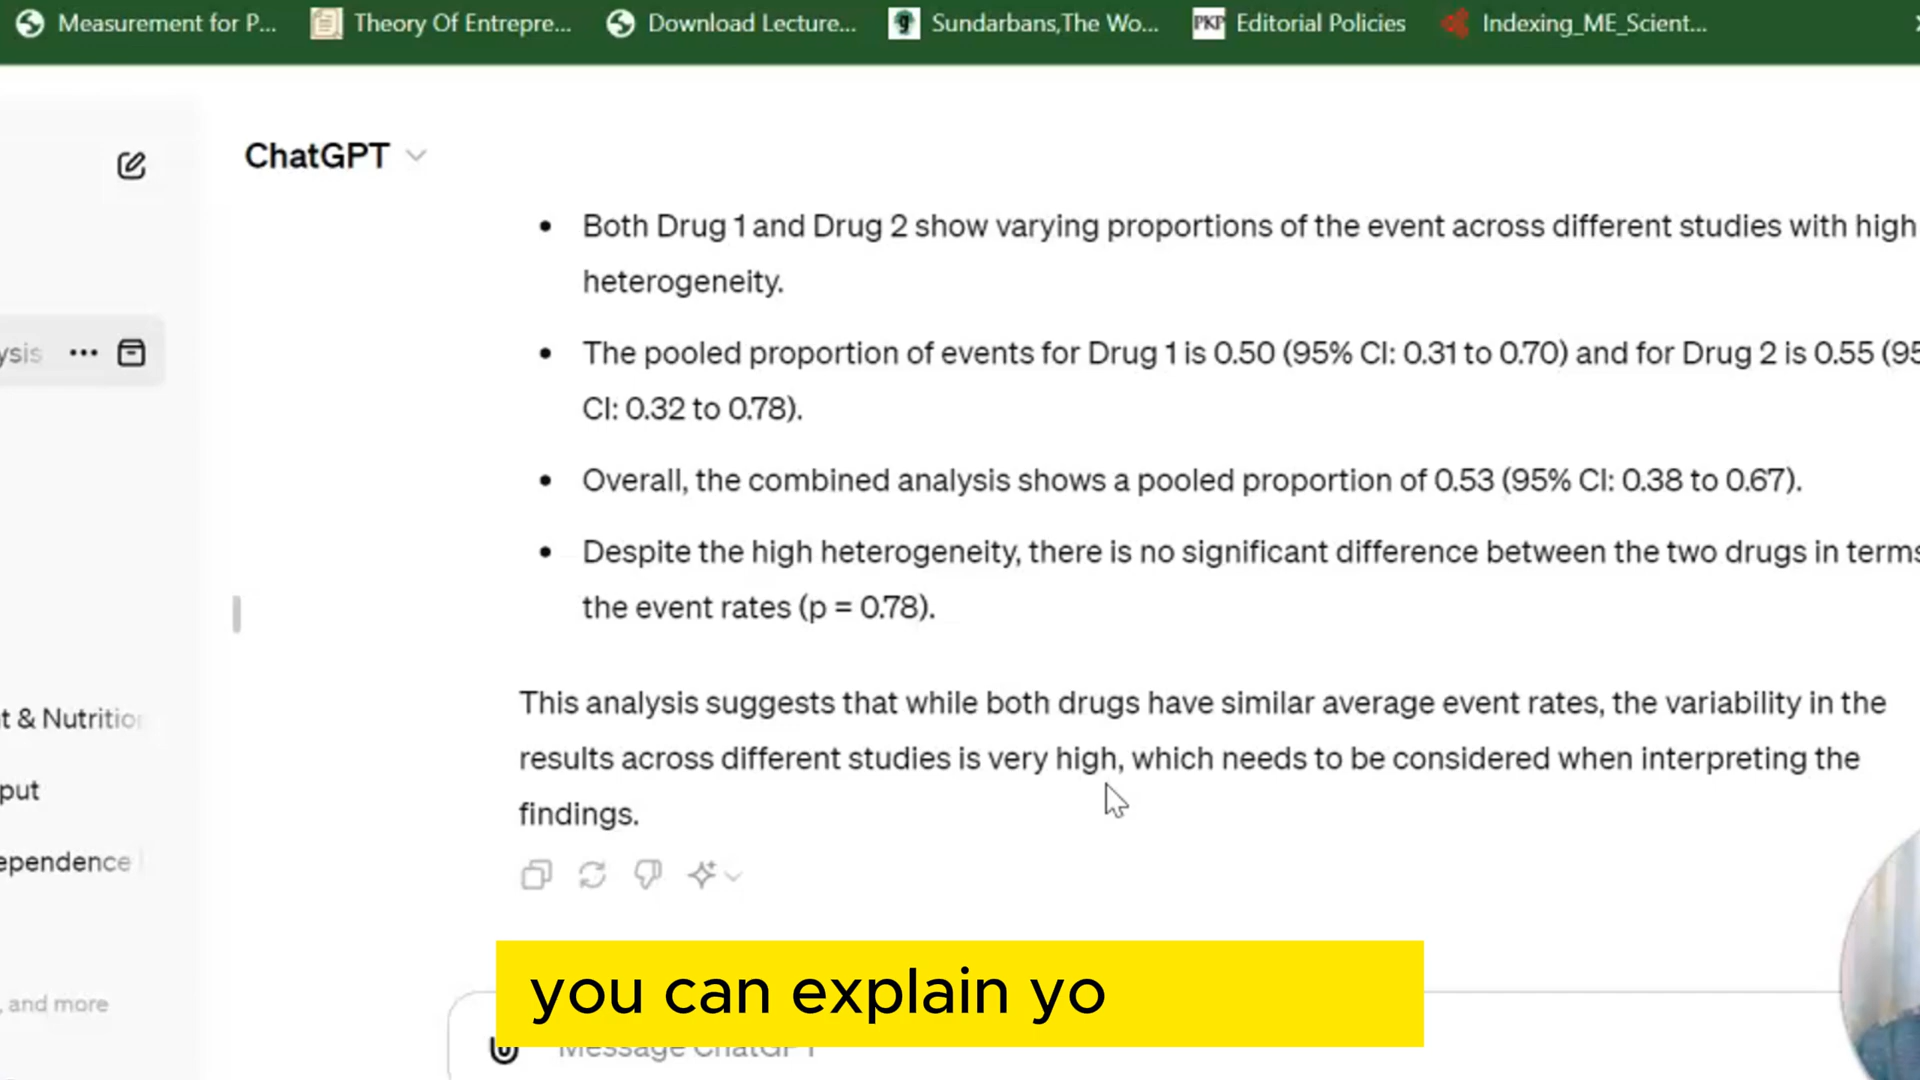 Measurement for P... Theory Of Entrepre... Download Lecture... Sundarbans,The Wo... PKP Editorial Policies Indexing_ME_Scient...
ChatGPT
• Both Drug 1 and Drug 2 show varying proportions of the event across different studies with high
heterogeneity.
ysis ...
• The pooled proportion of events for Drug 1 is 0.50 (95% CI: 0.31 to 0.70) and for Drug 2 is 0.55 (95
CI: 0.32 to 0.78).
• Overall, the combined analysis shows a pooled proportion of 0.53 (95% CI: 0.38 to 0.67).
• Despite the high heterogeneity, there is no significant difference between the two drugs in terms
the event rates (p = 0.78).
This analysis suggests that while both drugs have similar average event rates, the variability in the
t & Nutrition
results across different studies is very high, which needs to be considered when interpreting the
put
findings.
ependence
, and more
you can explain yo
Message ChatGPT